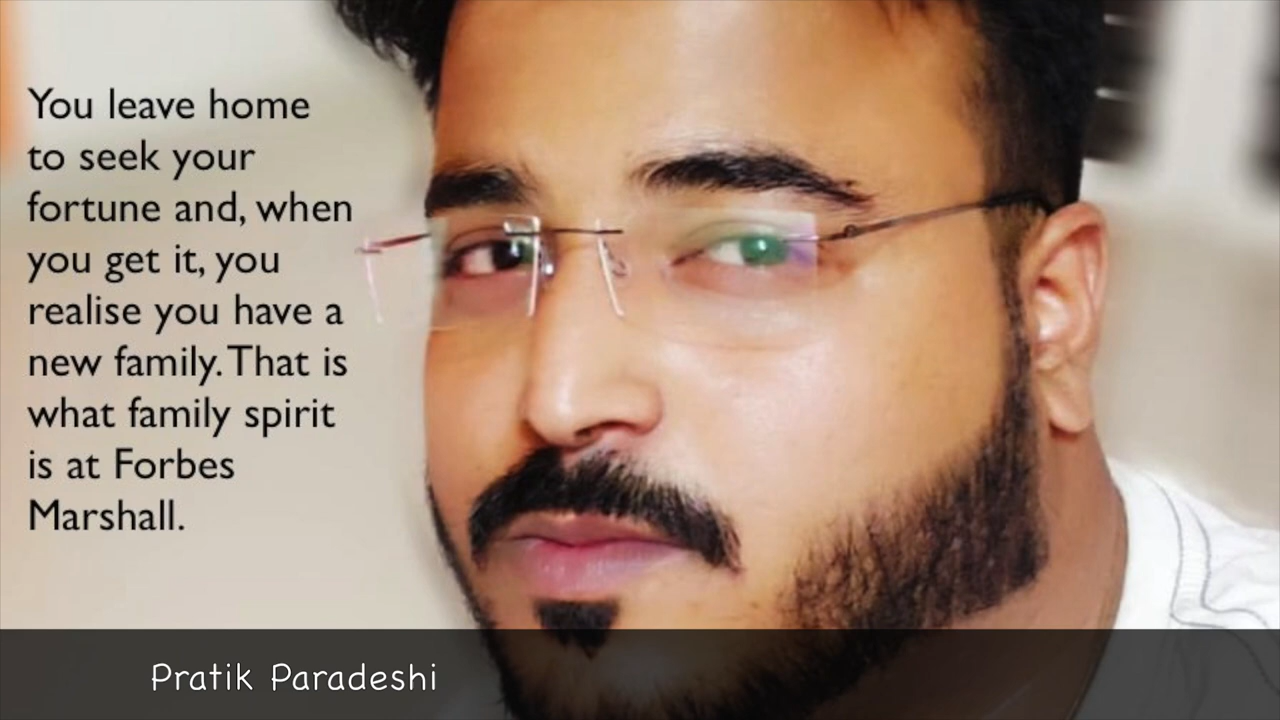 You leave home
to seek your
fortune and, when
you get it, you
realise you have a
new family. That is
what family spirit
is at Forbes
Marshall.
Pratik Paradeshi